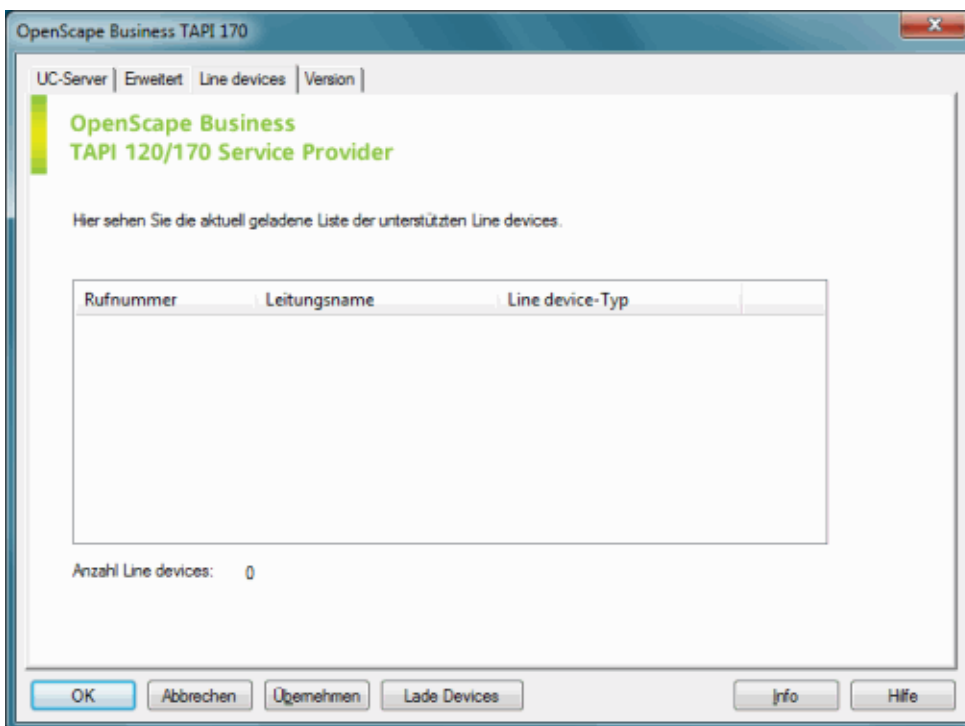 OpenScape Business TAPI 170
UC-Server Erweitert Line devices Version
OpenScape Business
TAPI 120/170 Service Provider
Hier sehen Sie die aktuell geladene Liste der unterstützten Line devices.
Rufnummer Leitungsname Line device-Typ
Anzahl Line devices: 0
OK Abbrechen Übernehmen Lade Devices Info Hilfe